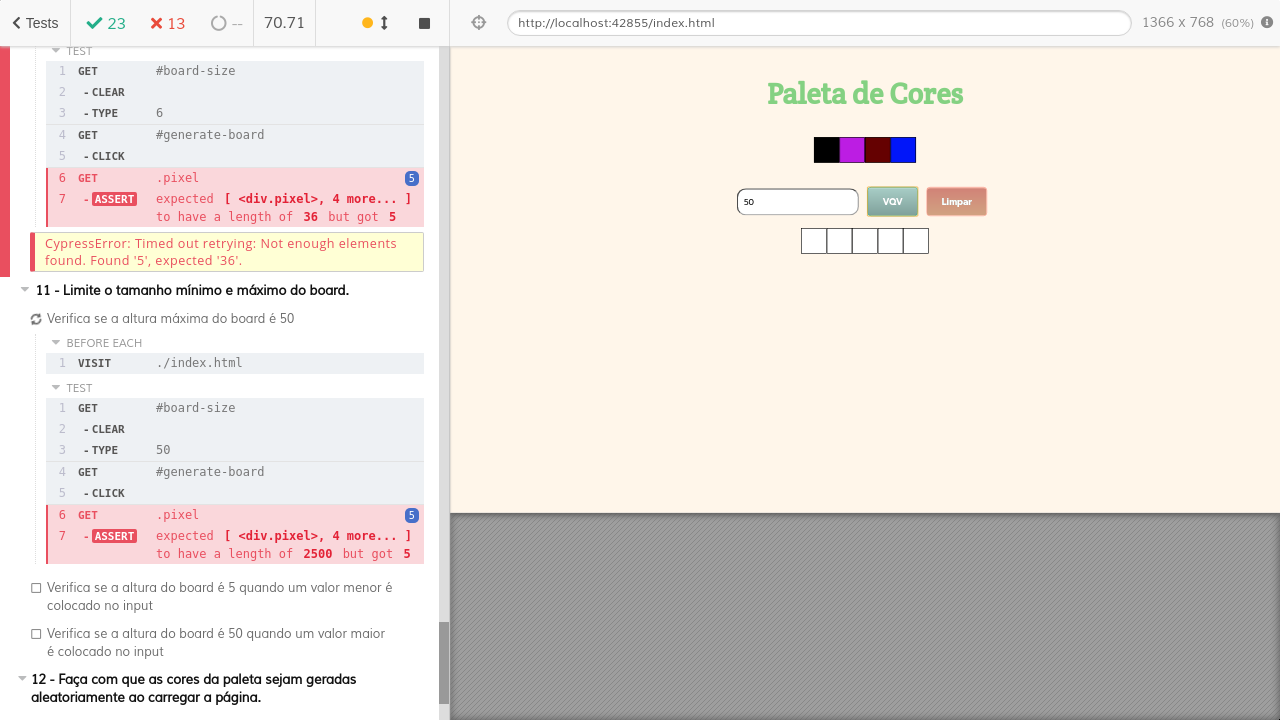 Tests
23
13
--
70.71
http://localhost:42855/index.html
1366 x 768 (60%)
TEST
1 GET #board-size
2 - CLEAR
3 - TYPE 6
4 GET #generate-board
5 - CLICK
6 GET .pixel 5
7 - ASSERT expected [ <div.pixel>, 4 more... ]
to have a length of 36 but got 5
CypressError: Timed out retrying: Not enough elements
found. Found '5', expected '36'.
11 - Limite o tamanho mínimo e máximo do board.
Verifica se a altura máxima do board é 50
BEFORE EACH
1 VISIT ./index.html
TEST
1 GET #board-size
2 - CLEAR
3 - TYPE 50
4 GET #generate-board
5 - CLICK
6 GET .pixel 5
7 - ASSERT expected [ <div.pixel>, 4 more... ]
to have a length of 2500 but got 5
Verifica se a altura do board é 5 quando um valor menor é
colocado no input
Verifica se a altura do board é 50 quando um valor maior
é colocado no input
12 - Faça com que as cores da paleta sejam geradas
aleatoriamente ao carregar a página.
Paleta de Cores
50
VQV
Limpar